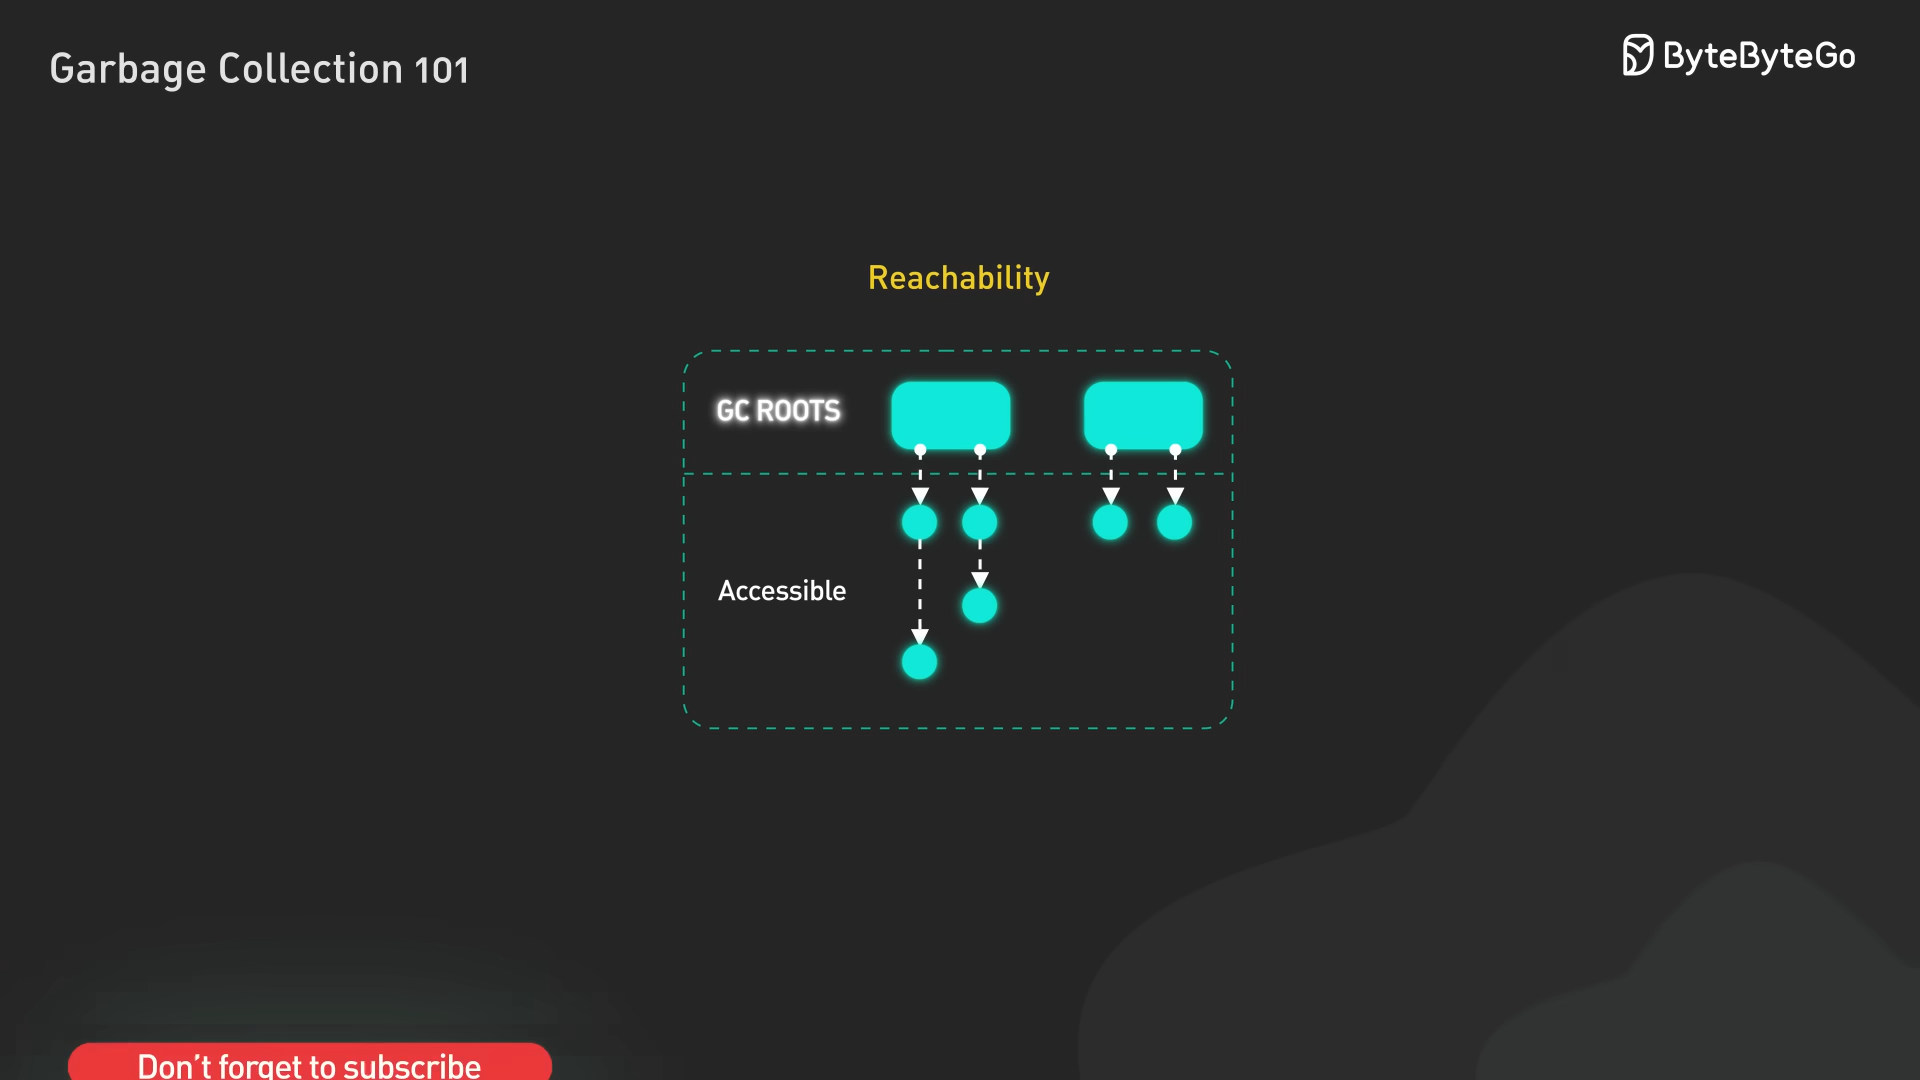 Garbage Collection 101
ByteByteGo
Reachability
GC ROOTS
Accessible
Don't forget to subscribe